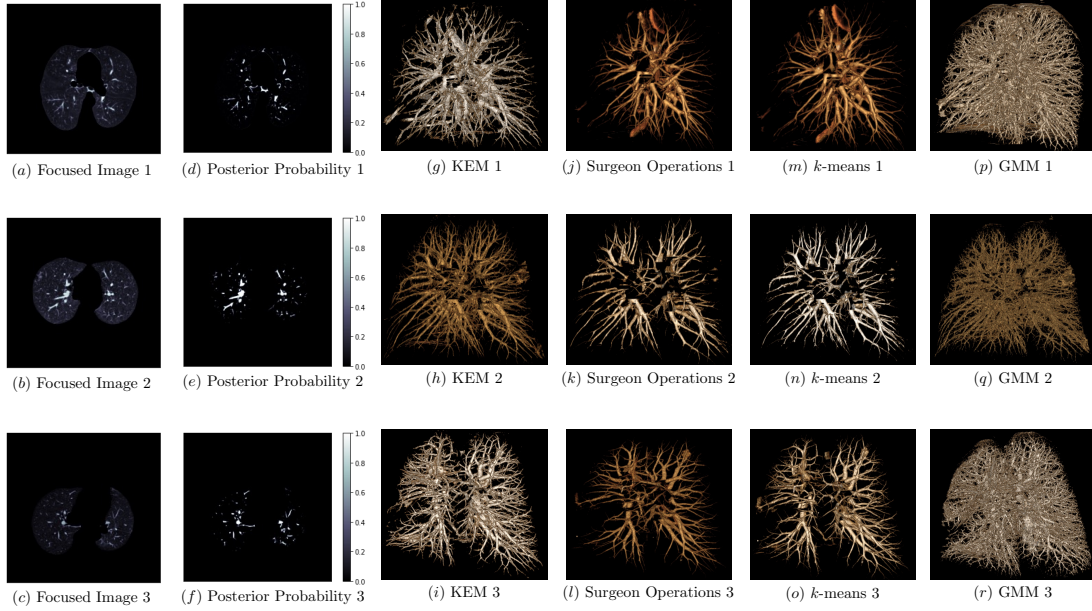 1.0
0.8
0.6
0.4
0.2
0.0
(a) Focused Image 1
(d) Posterior Probability 1
(g) KEM 1
(j) Surgeon Operations 1
(m) k-means 1
(p) GMM 1
1.0
0.8
0.6
0.4
0.2
0.0
(b) Focused Image 2
(e) Posterior Probability 2
(h) KEM 2
(k) Surgeon Operations 2
(n) k-means 2
(q) GMM 2
1.0
0.8
0.6
0.4
0.2
0.0
(c) Focused Image 3
(f) Posterior Probability 3
(i) KEM 3
(l) Surgeon Operations 3
(o) k-means 3
(r) GMM 3